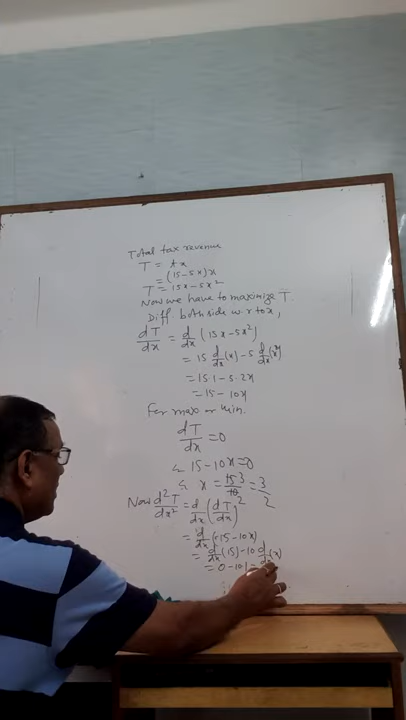 Total tax revenue
T = tx
= (15-5x)x
T = 15x-5x²
Now we have to maximize T.
Diff both side w.r.to x,
dT/dx = d/dx (15x-5x²)
= 15 d/dx (x) - 5 d/dx (x²)
= 15.1 - 5.2x
= 15 - 10x
For max or min.
dT/dx = 0
15-10x=0
x = 15/10 = 3/2
Now d²T/dx² = d/dx (dT/dx)
= d/dx (15-10x)
= d/dx (15) - 10 d/dx (x)
= 0 - 10.1 =